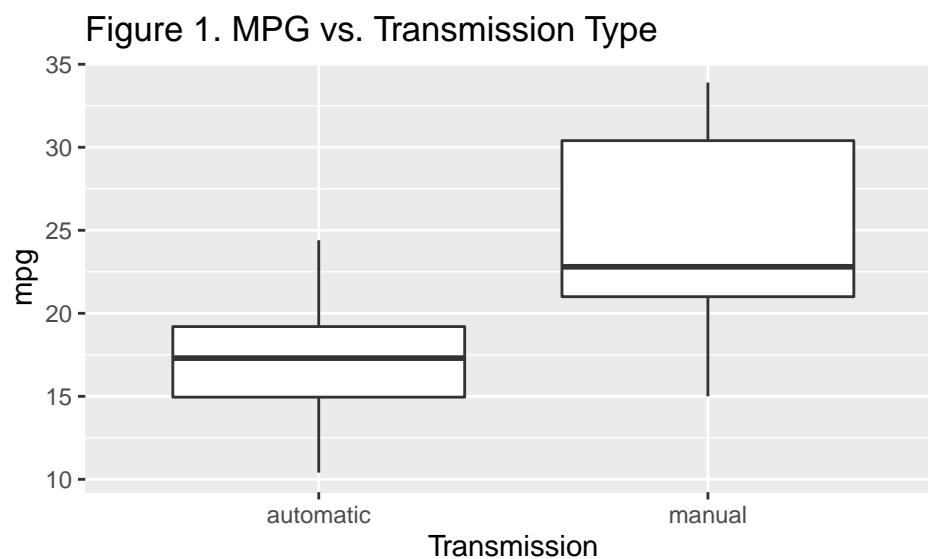 Figure 1. MPG vs. Transmission Type
35
30
25
20
15
10
mpg
automatic
manual
Transmission